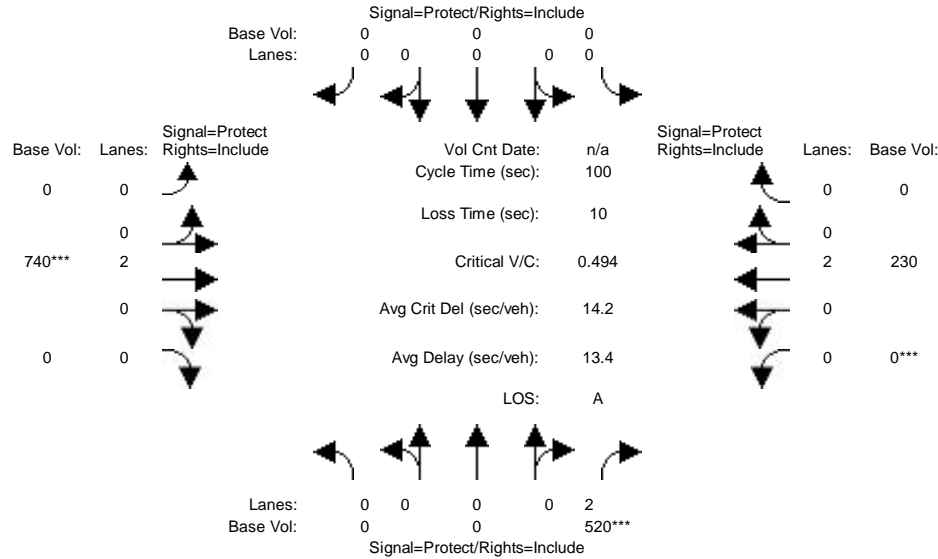 Signal=Protect/Rights=Include
Base Vol: 0 0 0
Lanes: 0 0 0 0 0
Signal=Protect Signal=Protect
Base Vol: Lanes: Rights=Include Vol Cnt Date: n/a Rights=Include Lanes: Base Vol:
Cycle Time (sec): 100
0 0 0 0
Loss Time (sec): 10
0 0
740*** 2 Critical V/C: 0.494 2 230
0 Avg Crit Del (sec/veh): 14.2 0
0 0 Avg Delay (sec/veh): 13.4 0 0***
LOS: A
Lanes: 0 0 0 0 2
Base Vol: 0 0 520***
Signal=Protect/Rights=Include